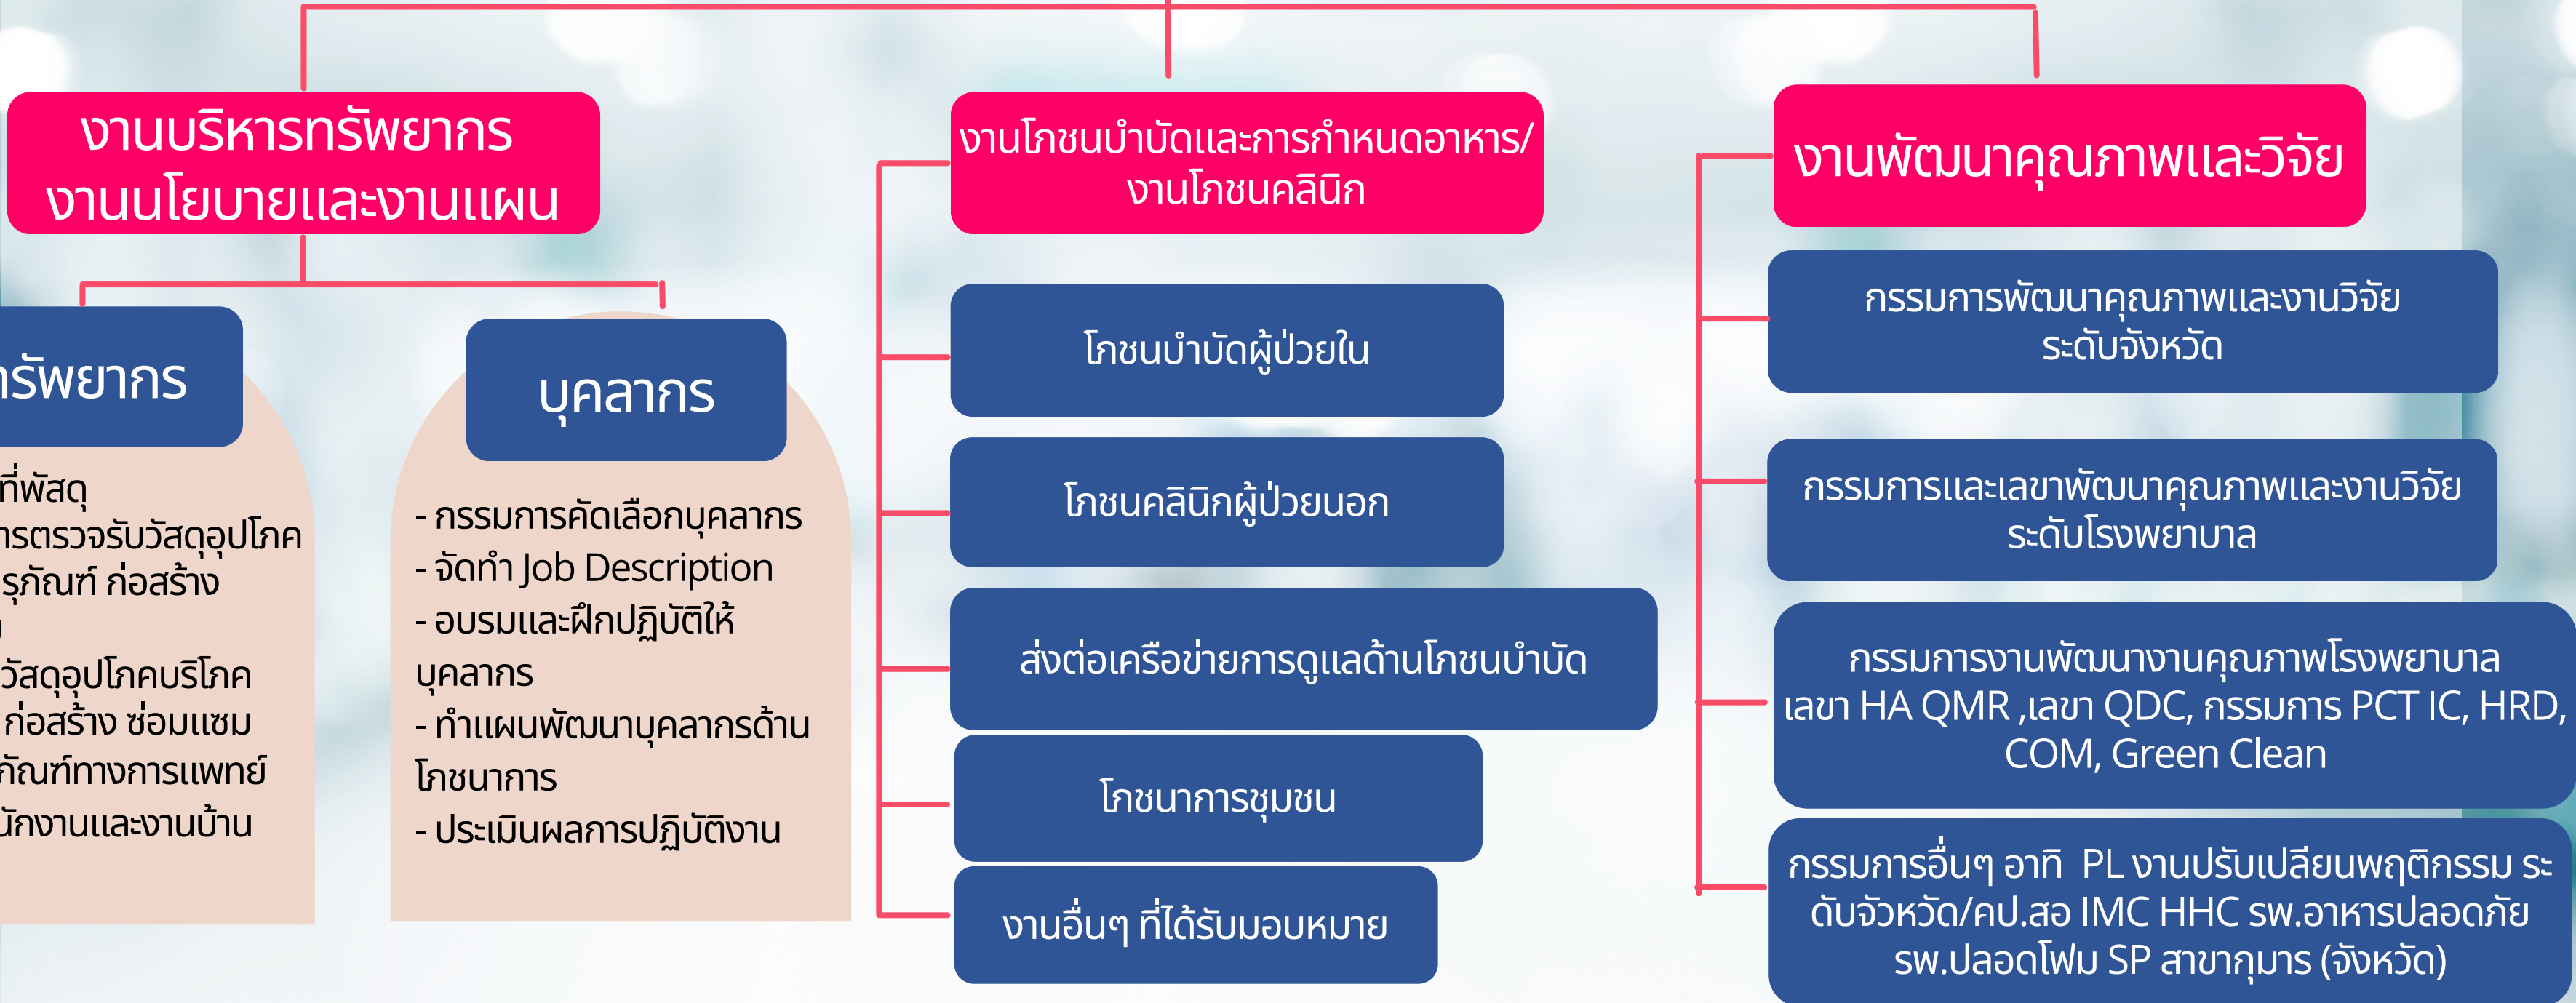 งานบริหารทรัพยากร
งานนโยบายและงานแผน
ทรัพยากร
ที่พัสดุ
ตรวจรับวัสดุอุปโภค
ก่อสร้าง
วัสดุอุปโภคบริโภค
ก่อสร้าง ซ่อมแซม
ภัณฑ์ทางการแพทย์
นักงานและงานบ้าน
บุคลากร
- กรรมการคัดเลือกบุคลากร
- จัดทำ Job Description
- อบรมและฝึกปฏิบัติให้
บุคลากร
- ทำแผนพัฒนาบุคลากรด้าน
โภชนาการ
- ประเมินผลการปฏิบัติงาน
งานโภชนบำบัดและการกำหนดอาหาร/
งานโภชนคลินิก
โภชนบำบัดผู้ป่วยใน
โภชนคลินิกผู้ป่วยนอก
ส่งต่อเครือข่ายการดูแลด้านโภชนบำบัด
โภชนาการชุมชน
งานอื่นๆ ที่ได้รับมอบหมาย
งานพัฒนาคุณภาพและวิจัย
กรรมการพัฒนาคุณภาพและงานวิจัย
ระดับจังหวัด
กรรมการและเลขาพัฒนาคุณภาพและงานวิจัย
ระดับโรงพยาบาล
กรรมการงานพัฒนางานคุณภาพโรงพยาบาล
เลขา HA QMR ,เลขา QDC, กรรมการ PCT IC, HRD,
COM, Green Clean
กรรมการอื่นๆ อาทิ PL งานปรับเปลียนพฤติกรรม ระ
ดับจัวหวัด/คป.สอ IMC HHC รพ.อาหารปลอดภัย
รพ.ปลอดโฟม SP สาขากุมาร (จังหวัด)